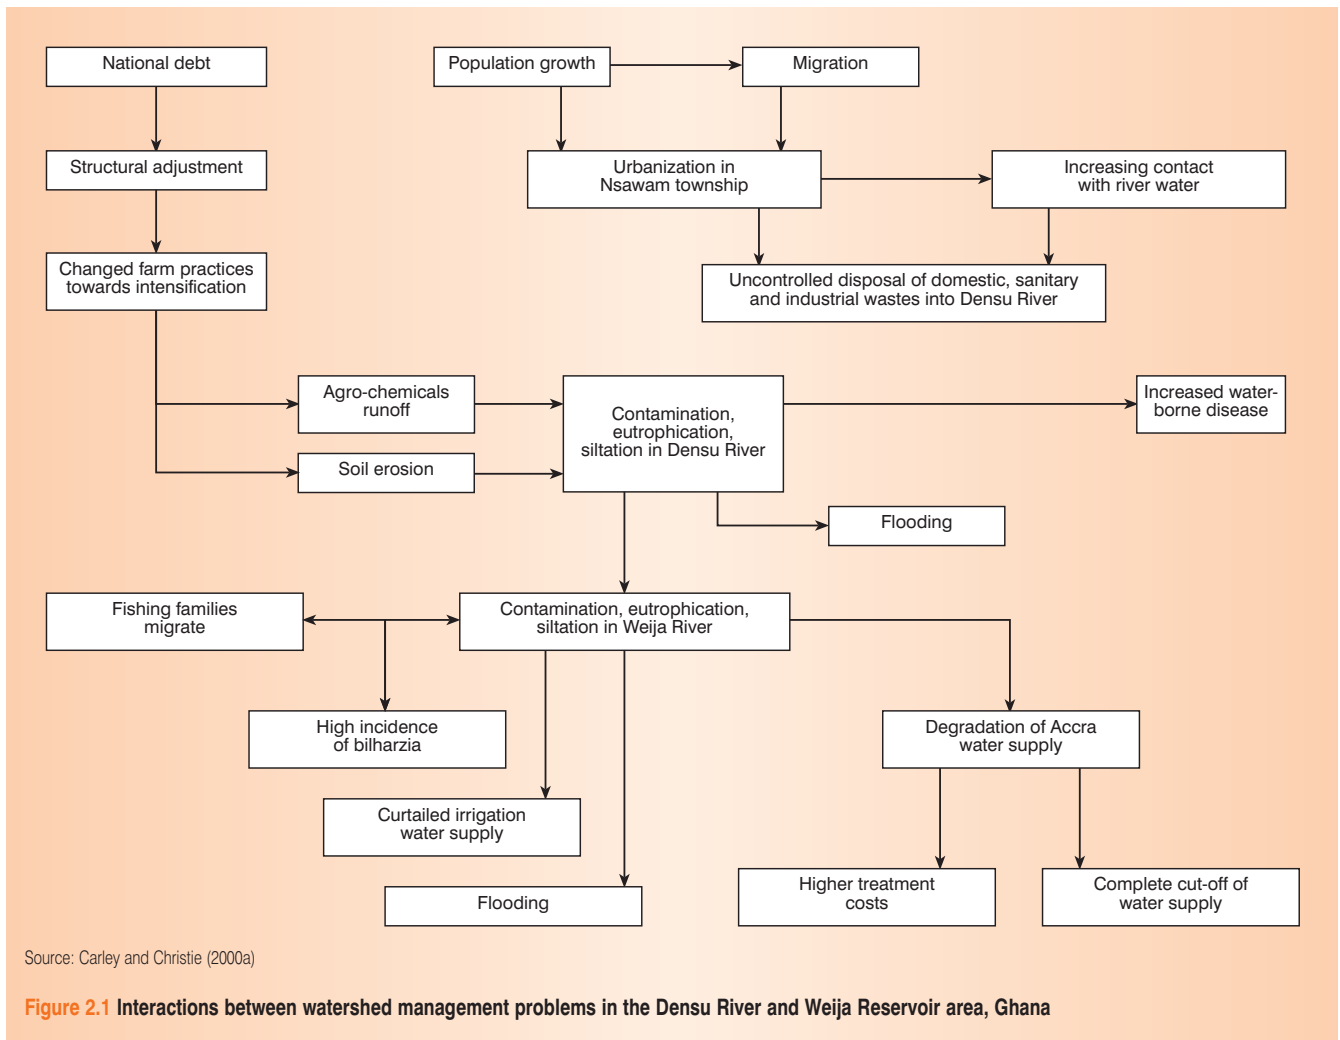 National debt
Population growth
Migration
Structural adjustment
Urbanization in
Nsawam township
Increasing contact
with river water
Changed farm practices
towards intensification
Uncontrolled disposal of domestic, sanitary
and industrial wastes into Densu River
Agro-chemicals
runoff
Contamination,
eutrophication,
siltation in Densu River
Increased water-
borne disease
Soil erosion
Flooding
Fishing families
migrate
Contamination, eutrophication,
siltation in Weija River
High incidence
of bilharzia
Degradation of Accra
water supply
Curtailed irrigation
water supply
Higher treatment
costs
Complete cut-off of
water supply
Flooding
Source: Carley and Christie (2000a)
Figure 2.1 Interactions between watershed management problems in the Densu River and Weija Reservoir area, Ghana